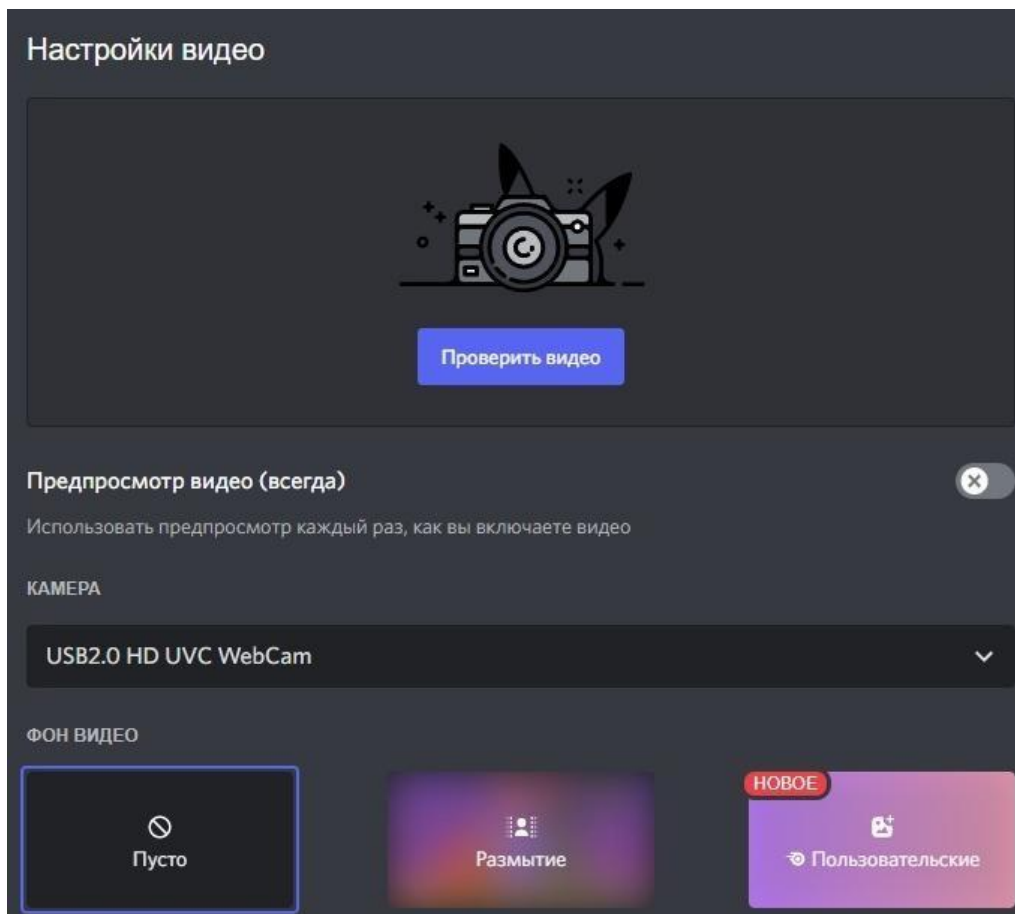 Настройки видео
Проверить видео
Предпросмотр видео (всегда)
Использовать предпросмотр каждый раз, как вы включаете видео
КАМЕРА
USB2.0 HD UVC WebCam
ФОН ВИДЕО
НОВОЕ
Пусто
Размытие
Пользовательские